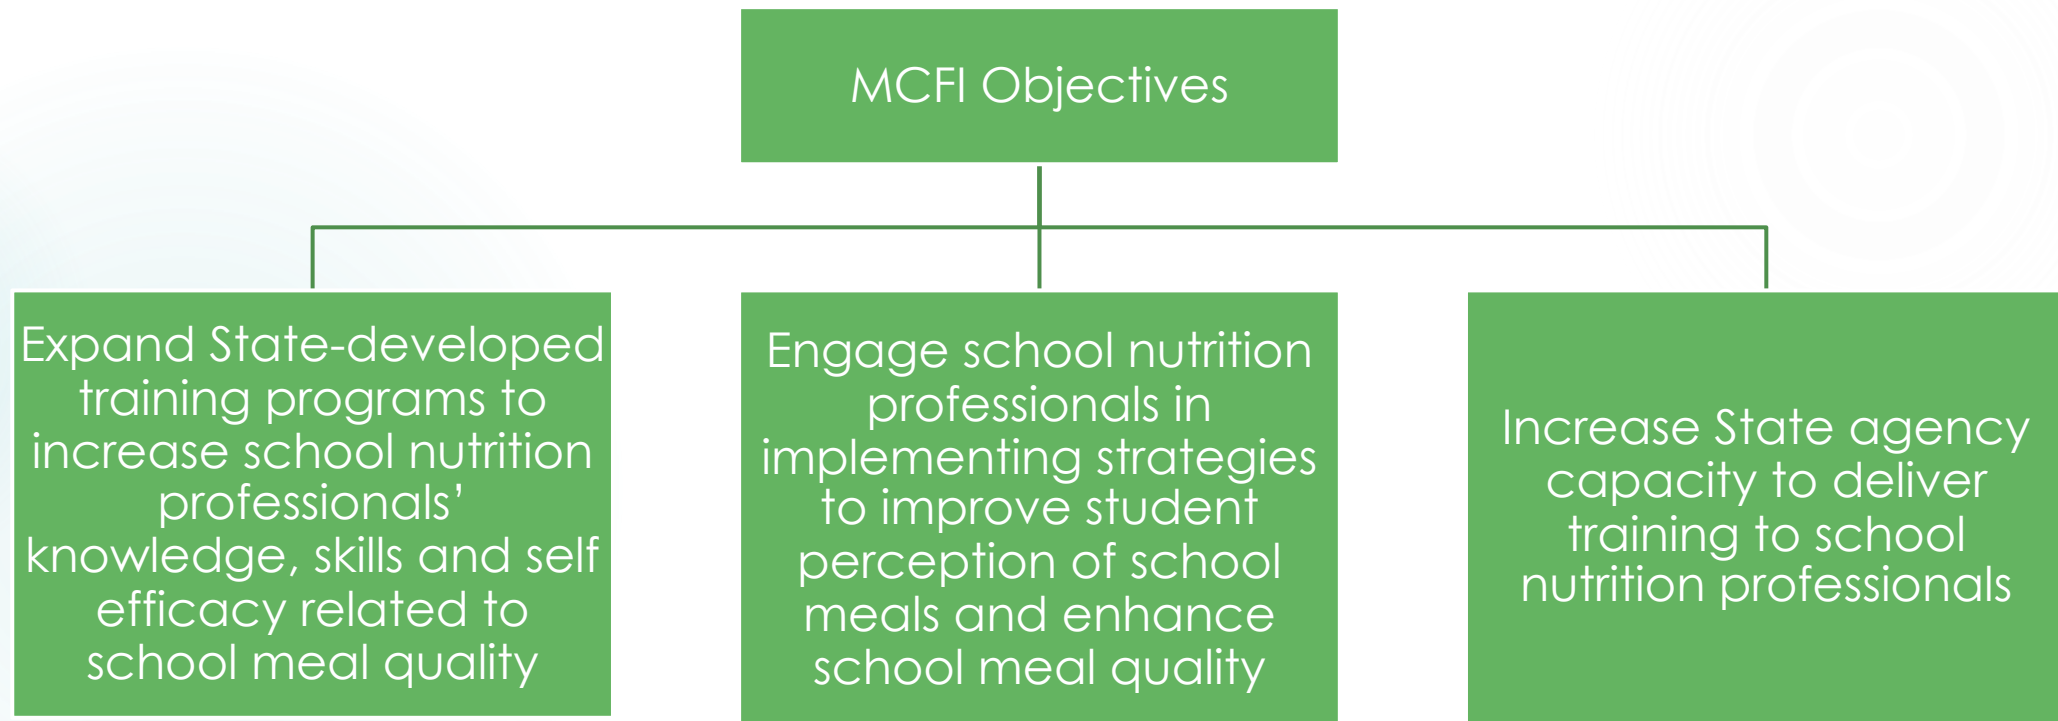 MCFI Objectives
Expand State-developed
training programs to
increase school nutrition
professionals’
knowledge, skills and self
efficacy related to
school meal quality
Engage school nutrition
professionals in
implementing strategies
to improve student
perception of school
meals and enhance
school meal quality
Increase State agency
capacity to deliver
training to school
nutrition professionals